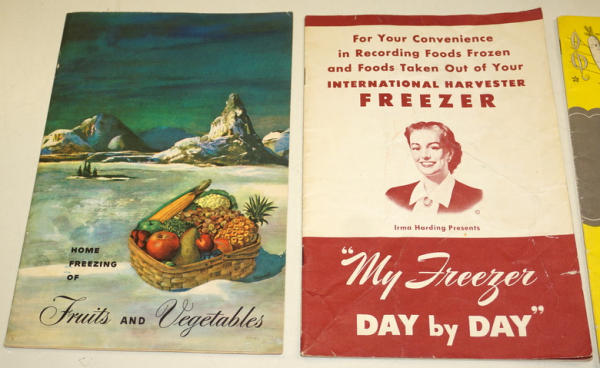 HOME
FREEZING
OF
Fruits AND Vegetables
For Your Convenience
in Recording Foods Frozen
and Foods Taken Out of Your
INTERNATIONAL HARVESTER
FREEZER
Irma Harding Presents
"My Freezer
DAY by DAY"